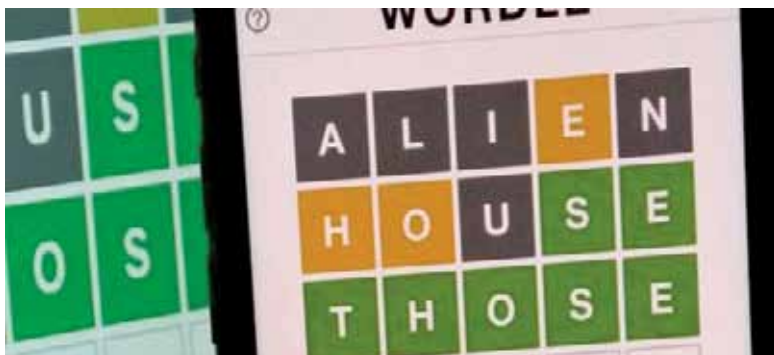 WORDLE
U S
A L I E N
H O U S E
O S
T H O S E